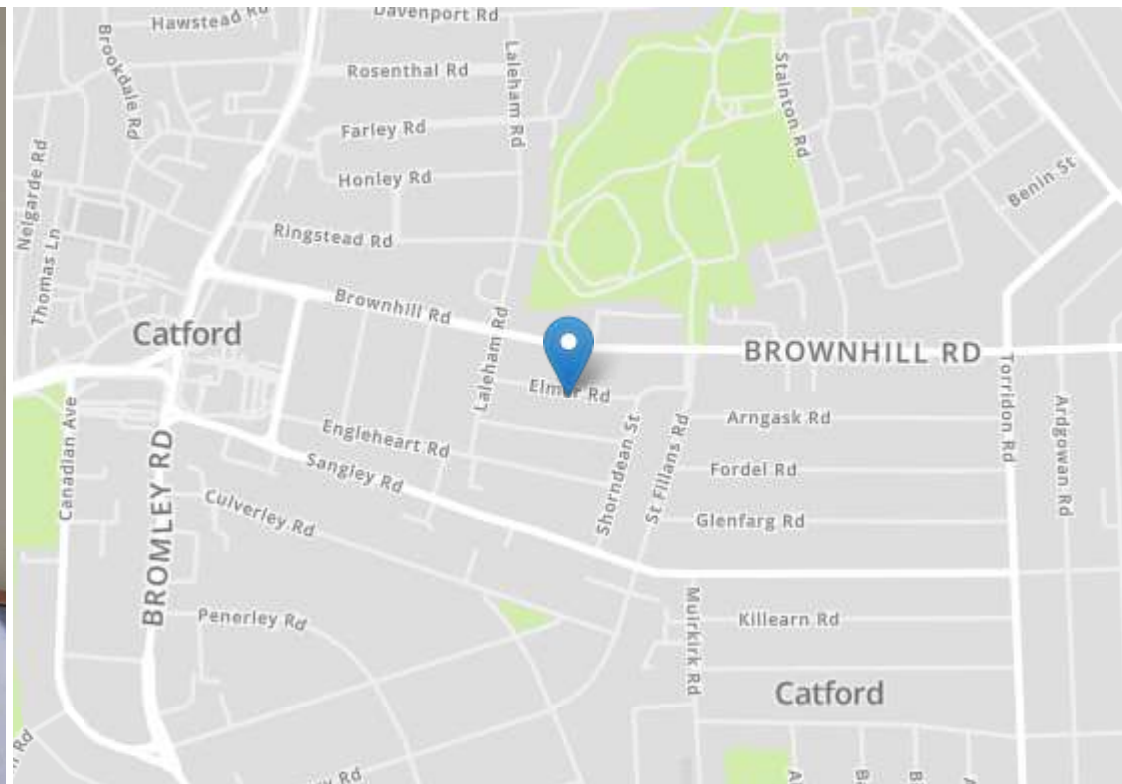 Hawstead Rd
Davenport Rd
Brookdale Rd
Rosenthal Rd
Laleham Rd
Stainton Rd
Farley Rd
Nelgarde Rd
Honley Rd
Benin St
Thomas Ln
Ringstead Rd
Brownhill Rd
Catford
Laleham Rd
BROWNHILL RD
Elmer Rd
Torridon Rd
Canadian Ave
Engleheart Rd
Shorndean St
St Fillans Rd
Arngask Rd
Ardgowan Rd
BROMLEY RD
Sangley Rd
Fordel Rd
Culverley Rd
Glenfarg Rd
Penerley Rd
Muirkirk Rd
Killearn Rd
Catford
Rd
Rd